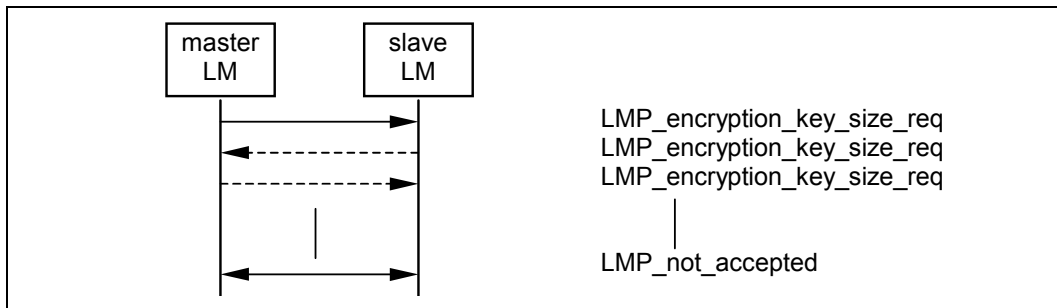 master
LM
slave
LM
LMP_encryption_key_size_req
LMP_encryption_key_size_req
LMP_encryption_key_size_req
LMP_not_accepted